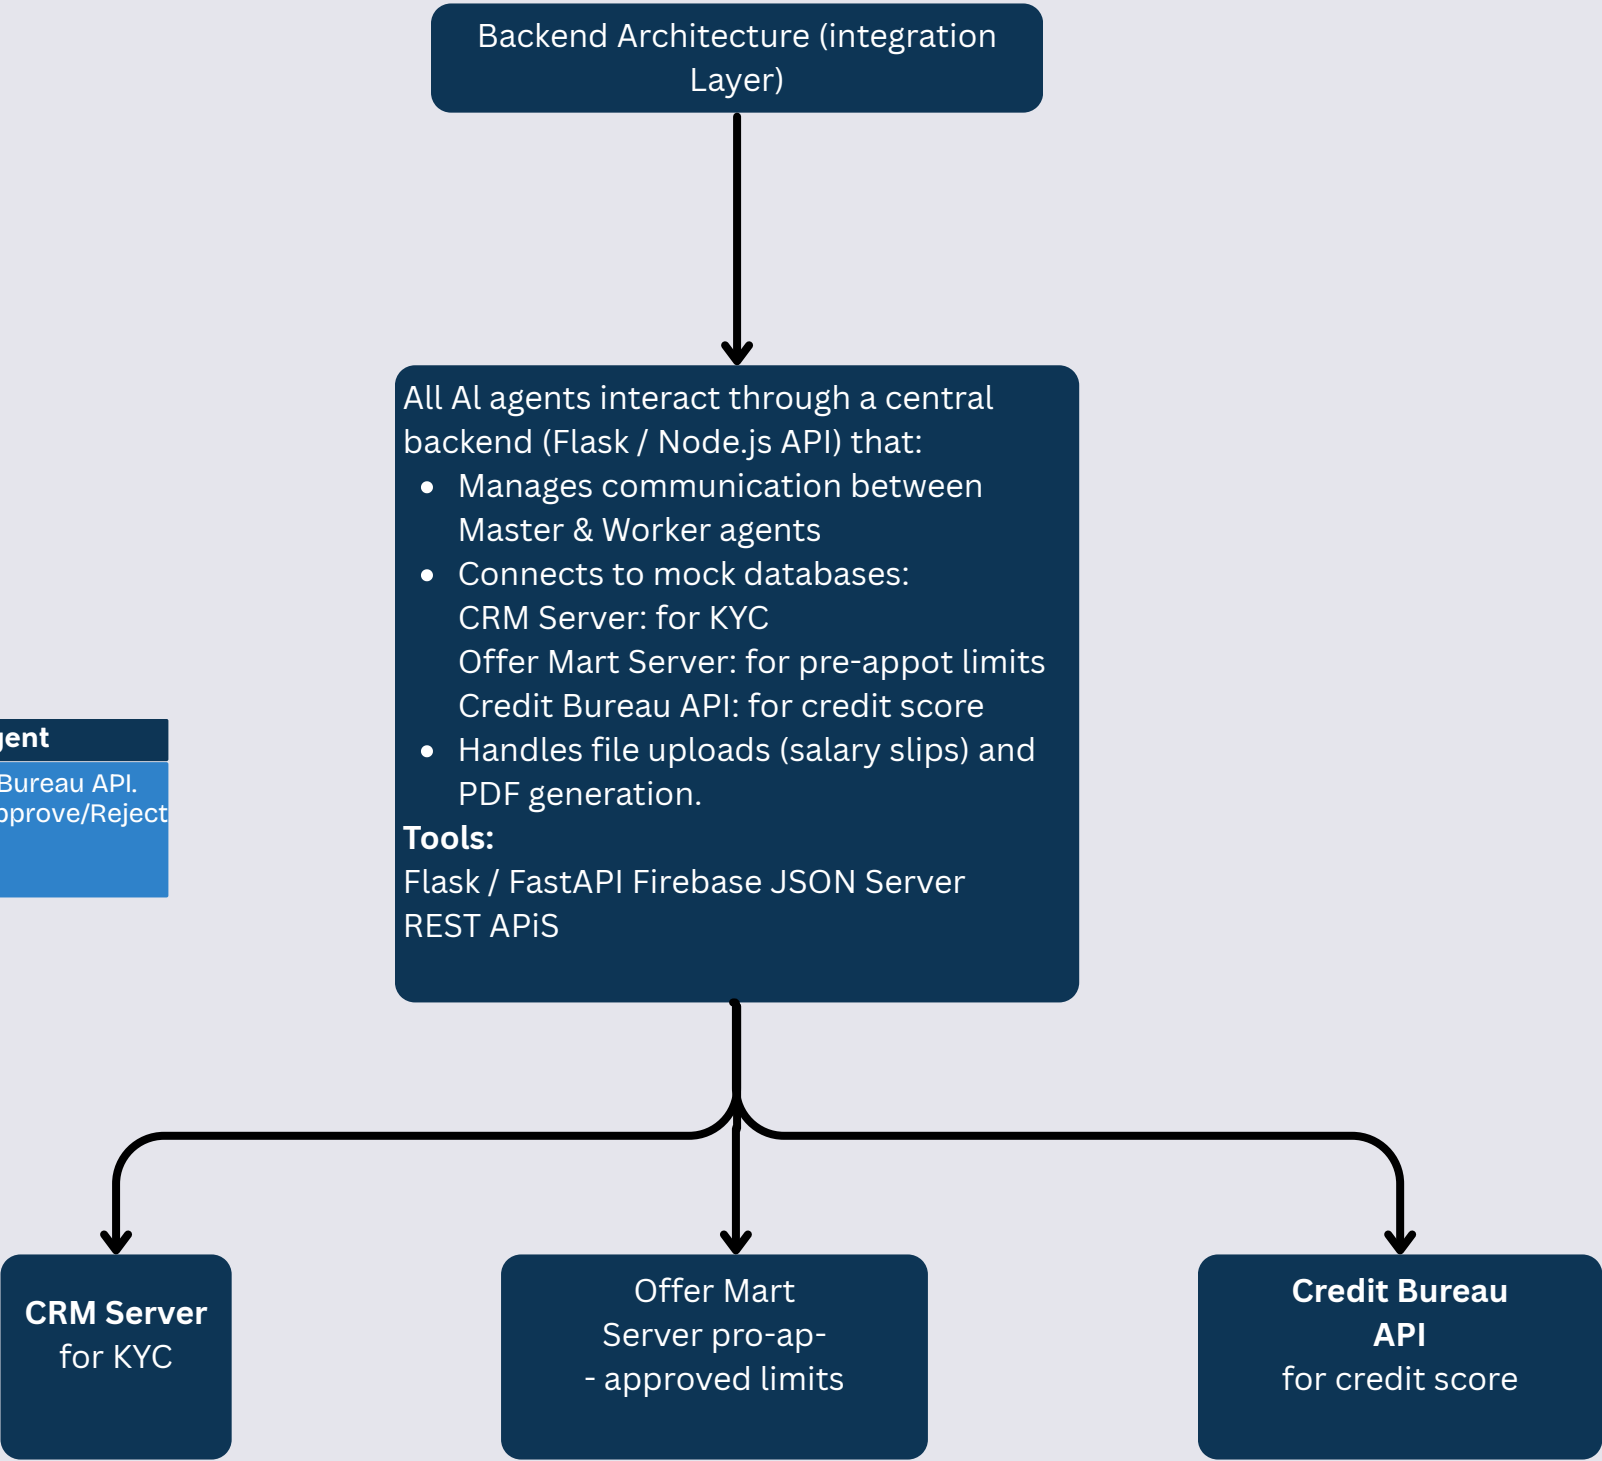 Backend Architecture (integration
Layer)
All Al agents interact through a central
backend (Flask / Node.js API) that:
• Manages communication between
Master & Worker agents
• Connects to mock databases:
CRM Server: for KYC
Offer Mart Server: for pre-appot limits
Credit Bureau API: for credit score
• Handles file uploads (salary slips) and
PDF generation.
Tools:
Flask / FastAPI Firebase JSON Server
REST APiS
Bureau API.
CRM Server
for KYC
Offer Mart
Server pro-ap-
- approved limits
Credit Bureau
API
for credit score